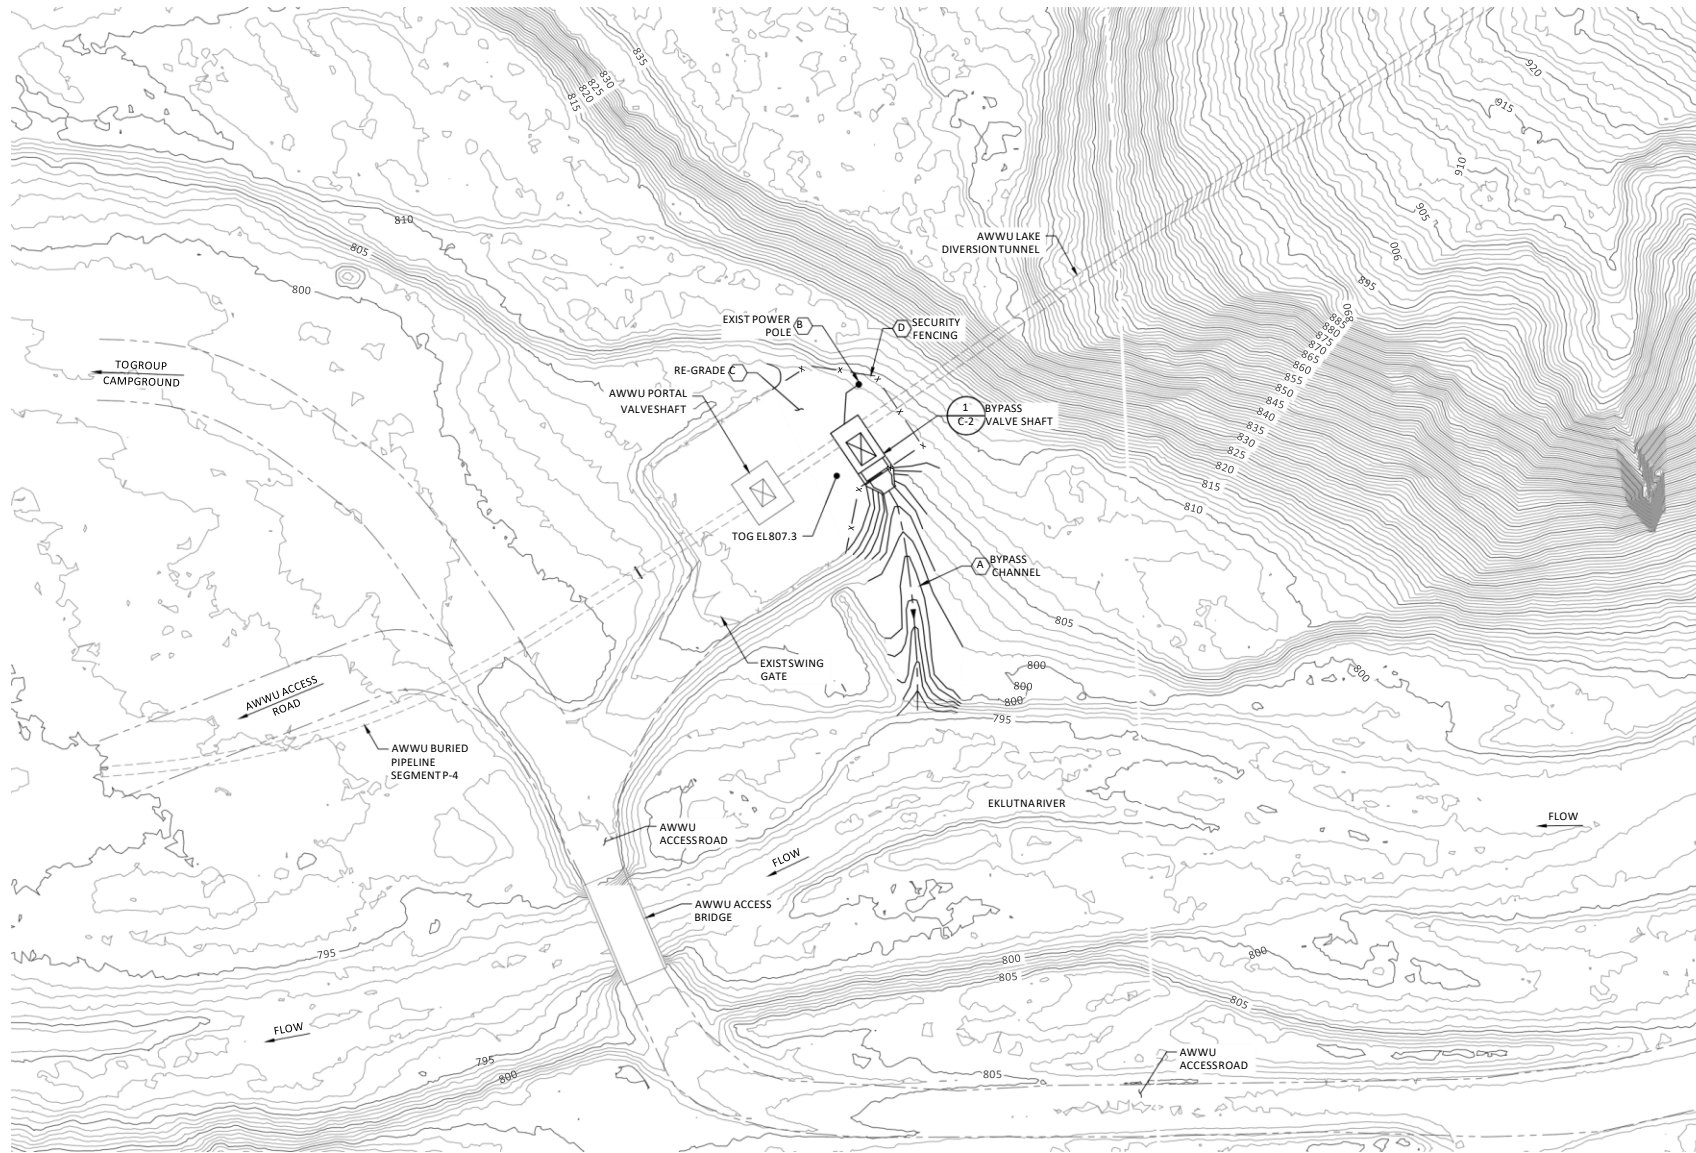 835
830
825
820
815
920
915
910
905
900
895
890
885
880
875
870
865
860
855
850
845
840
835
830
825
820
815
810
810
805
800
AWWU LAKE
DIVERSION TUNNEL
EXIST POWER
POLE
B
D
SECURITY
FENCING
TO GROUP
CAMPGROUND
RE-GRADE C
AWWU PORTAL
VALVE SHAFT
1
C-2
BYPASS
VALVE SHAFT
TOG EL 807.3
A
BYPASS
CHANNEL
805
EXIST SWING
GATE
800
800
800
795
800
AWWU ACCESS
ROAD
AWWU BURIED
PIPELINE
SEGMENT P-4
EKLUTNA RIVER
FLOW
AWWU
ACCESS ROAD
FLOW
AWWU ACCESS
BRIDGE
795
800
805
800
805
FLOW
795
800
805
AWWU
ACCESS ROAD